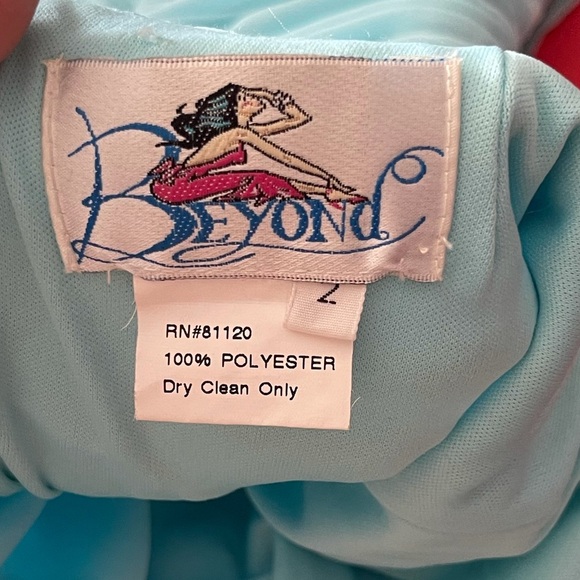 Beyond
2
RN#81120
100% POLYESTER
Dry Clean Only